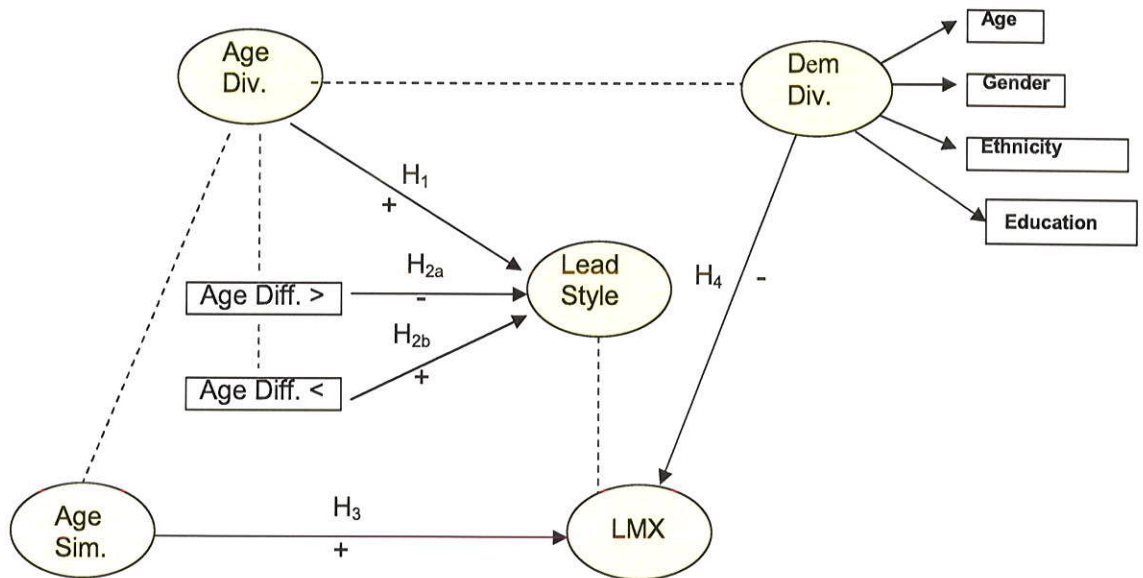 Age
Div.
Dem
Div.
Age
Gender
Ethnicity
Education
H₁
+
H₂ₐ
-
Age Diff. >
Lead
Style
H₄
-
H₂b
+
Age Diff. <
Age
Sim.
H₃
+
LMX